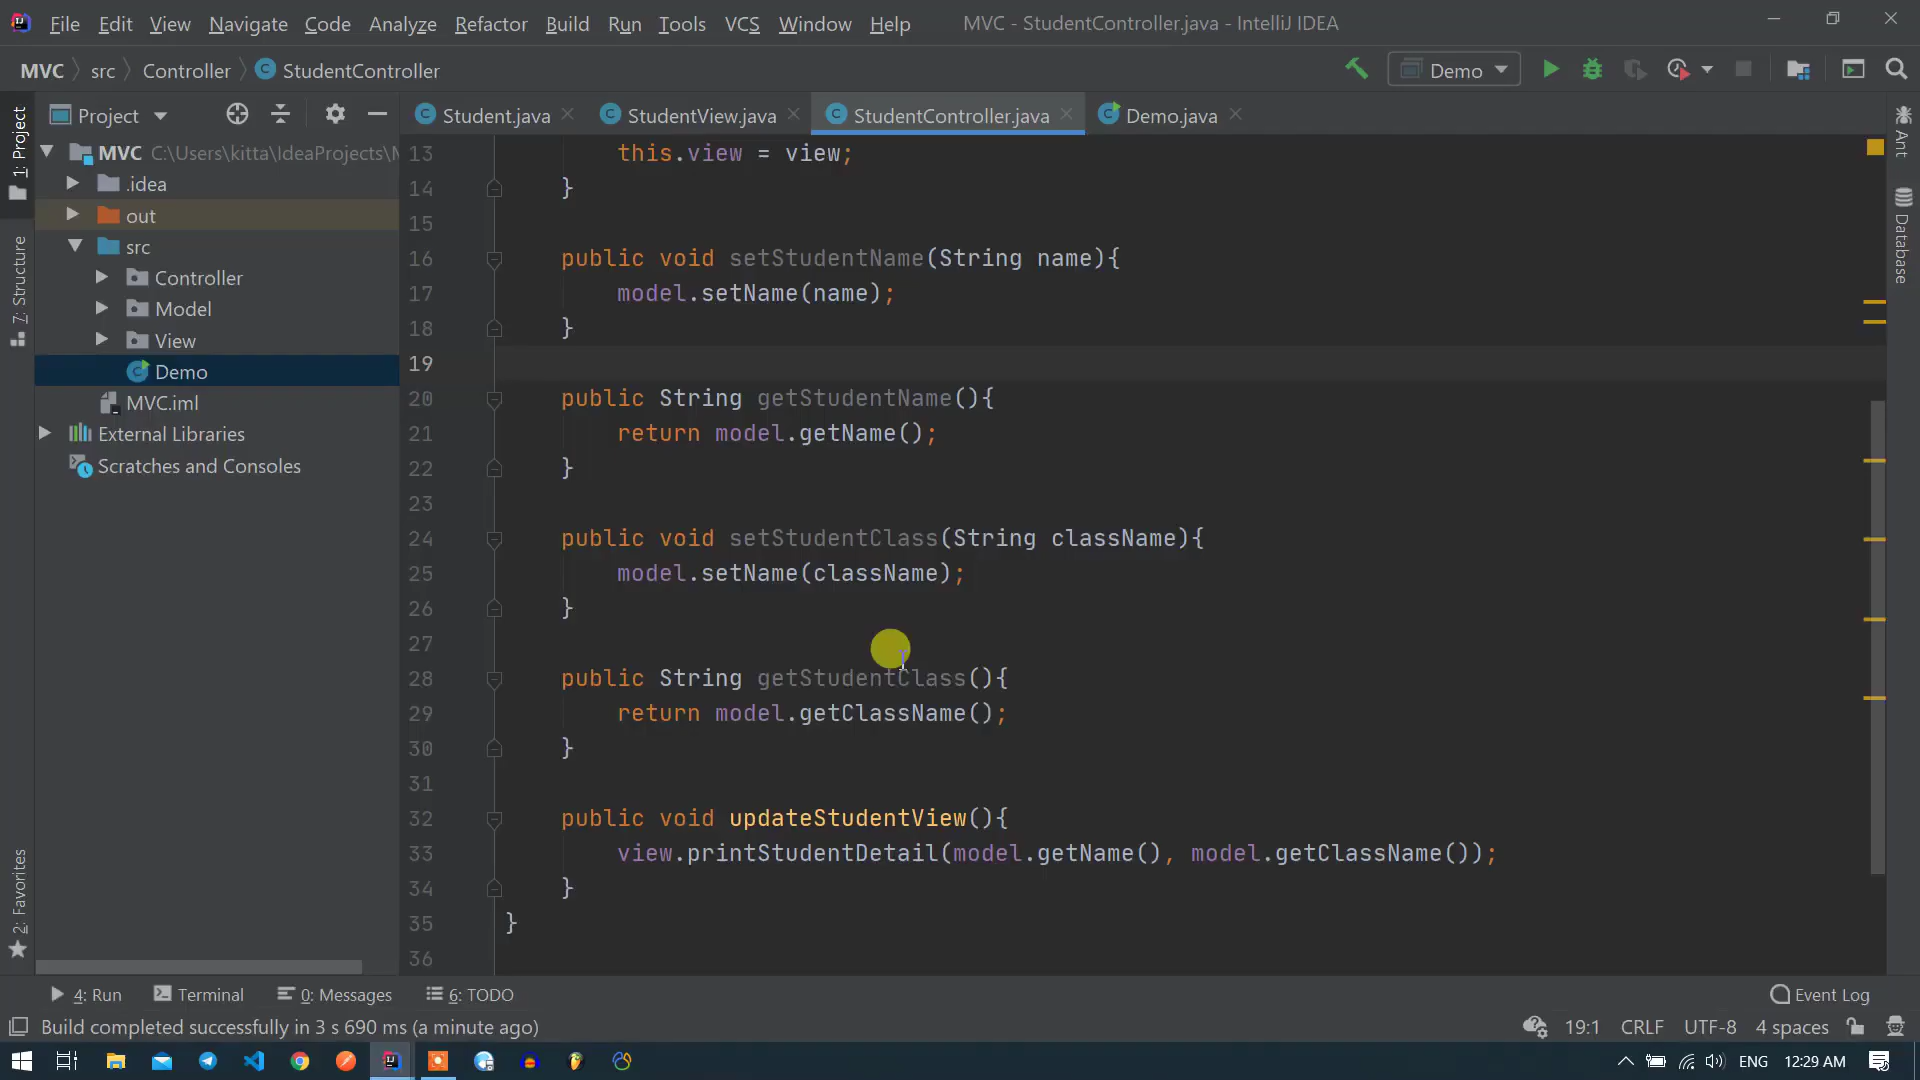 File Edit View Navigate Code Analyze Refactor Build Run Tools VCS Window Help MVC - StudentController.java - IntelliJ IDEA
MVC src Controller StudentController Demo
1: Project
Z: Structure
2: Favorites
Project
MVC C:\Users\kitta\IdeaProjects\
.idea
out
src
Controller
Model
View
Demo
MVC.iml
External Libraries
Scratches and Consoles
Student.java StudentView.java StudentController.java Demo.java
13 this.view = view;
14 }
15
16 public void setStudentName(String name){
17 model.setName(name);
18 }
19
20 public String getStudentName(){
21 return model.getName();
22 }
23
24 public void setStudentClass(String className){
25 model.setName(className);
26 }
27
28 public String getStudentClass(){
29 return model.getClassName();
30 }
31
32 public void updateStudentView(){
33 view.printStudentDetail(model.getName(), model.getClassName());
34 }
35 }
36
Ant
Database
4: Run Terminal 0: Messages 6: TODO Event Log
Build completed successfully in 3 s 690 ms (a minute ago) 19:1 CRLF UTF-8 4 spaces
ENG 12:29 AM